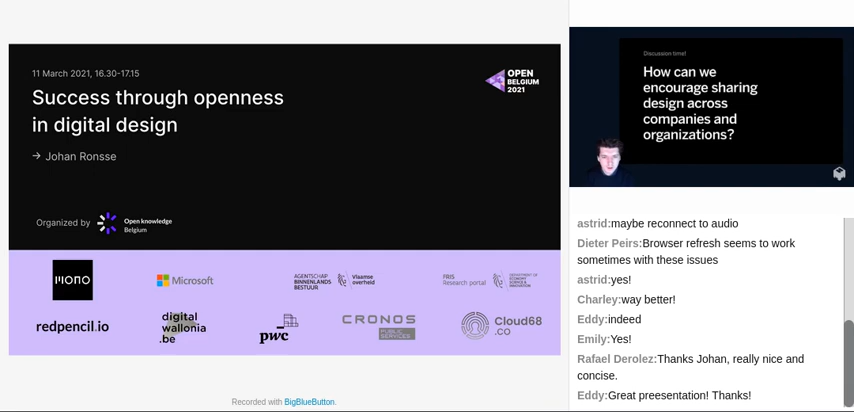 11 March 2021, 16.30-17.15
Success through openness
in digital design
→ Johan Ronsse
OPEN
BELGIUM
2021
Organized by
Open knowledge
Belgium
MONO
Microsoft
AGENTSCHAP
BINNENLANDS
BESTUUR
Vlaamse
overheid
FRIS
Research portal
DEPARTMENT OF
ECONOMY
SCIENCE &
INNOVATION
redpencil.io
digital
wallonia
.be
pwc
CRONOS
PUBLIC
SERVICES
Cloud68
.CO
Recorded with BigBlueButton.
Discussion time!
How can we
encourage sharing
design across
companies and
organizations?
astrid:maybe reconnect to audio
Dieter Peirs:Browser refresh seems to work
sometimes with these issues
astrid:yes!
Charley:way better!
Eddy:indeed
Emily:Yes!
Rafael Derolez:Thanks Johan, really nice and
concise.
Eddy:Great preesentation! Thanks!